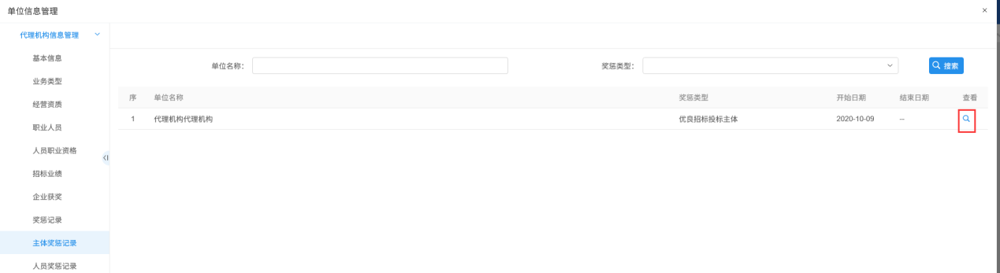 单位信息管理
×
代理机构信息管理
基本信息
业务类型
经营资质
职业人员
人员职业资格
招标业绩
企业获奖
奖惩记录
主体奖惩记录
人员奖惩记录
单位名称：
奖惩类型：
搜索
序 单位名称 奖惩类型 开始日期 结束日期 查看
1 代理机构代理机构 优良招标投标主体 2020-10-09 --